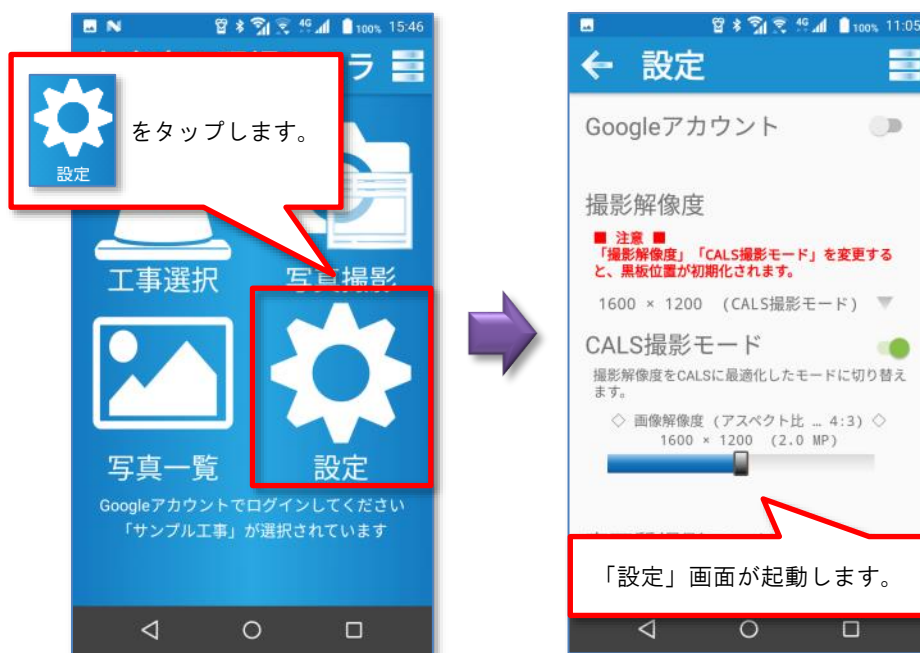 100% 15:46
ラ
設定
をタップします。
工事選択
写真撮影
写真一覧
設定
Googleアカウントでログインしてください
「サンプル工事」が選択されています
4G 100% 11:05
設定
Googleアカウント
撮影解像度
■ 注意 ■
「撮影解像度」「CALS撮影モード」を変更する
と、黒板位置が初期化されます。
1600 × 1200 (CALS撮影モード)
CALS撮影モード
撮影解像度をCALSに最適化したモードに切り替え
ます。
◇ 画像解像度 (アスペクト比 … 4:3) ◇
1600 × 1200 (2.0 MP)
「設定」画面が起動します。